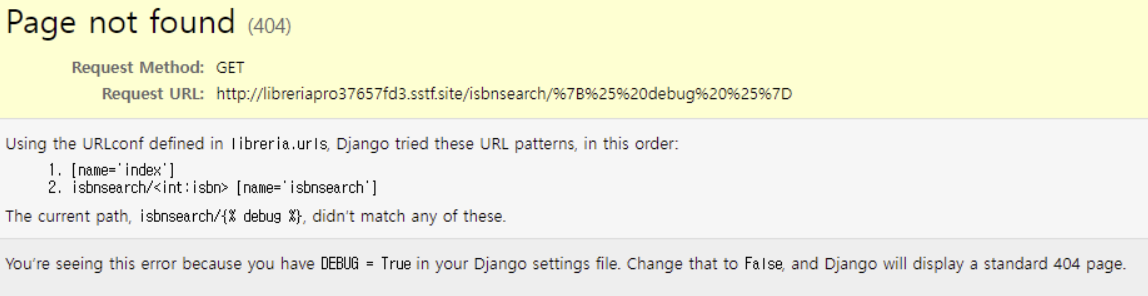 Page not found (404)
Request Method: GET
Request URL: http://libreriapro37657fd3.sstf.site/isbnsearch/%7B%25%20debug%20%25%7D
Using the URLconf defined in libreria.urls, Django tried these URL patterns, in this order:
1. [name='index']
2. isbnsearch/<int:isbn> [name='isbnsearch']
The current path, isbnsearch/{% debug %}, didn't match any of these.
You're seeing this error because you have DEBUG = True in your Django settings file. Change that to False, and Django will display a standard 404 page.